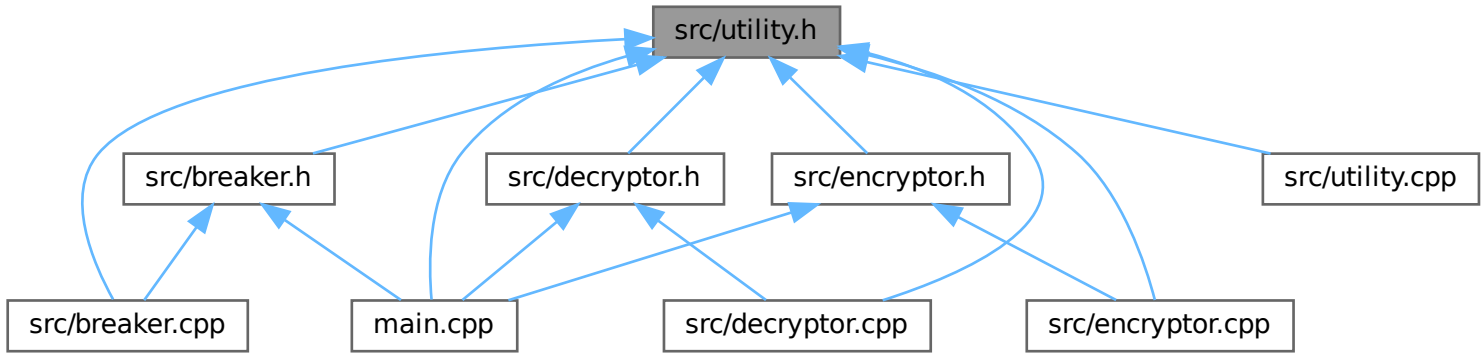 src/utility.h
src/breaker.h
src/decryptor.h
src/encryptor.h
src/utility.cpp
src/breaker.cpp
main.cpp
src/decryptor.cpp
src/encryptor.cpp